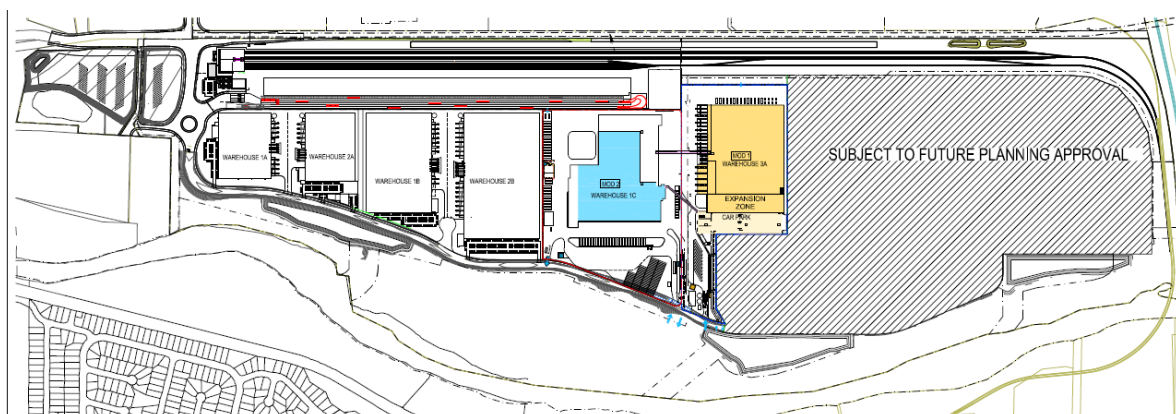 WAREHOUSE 1A
WAREHOUSE 2A
WAREHOUSE 1B
WAREHOUSE 2B
MOD 2
WAREHOUSE 1C
MOD 1
WAREHOUSE 3A
EXPANSION
ZONE
CAR PARK
SUBJECT TO FUTURE PLANNING APPROVAL